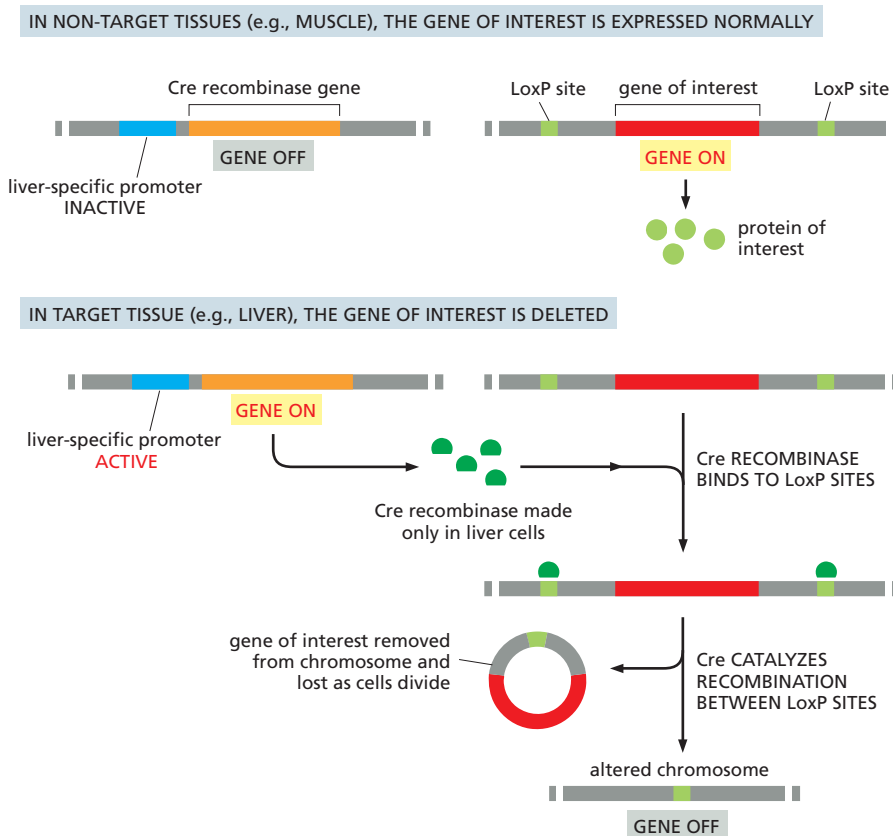 IN NON-TARGET TISSUES (e.g., MUSCLE), THE GENE OF INTEREST IS EXPRESSED NORMALLY
Cre recombinase gene
LoxP site
gene of interest
LoxP site
GENE OFF
GENE ON
liver-specific promoter
INACTIVE
protein of
interest
IN TARGET TISSUE (e.g., LIVER), THE GENE OF INTEREST IS DELETED
GENE ON
liver-specific promoter
ACTIVE
Cre recombinase made
only in liver cells
Cre RECOMBINASE
BINDS TO LoxP SITES
gene of interest removed
from chromosome and
lost as cells divide
Cre CATALYZES
RECOMBINATION
BETWEEN LoxP SITES
altered chromosome
GENE OFF